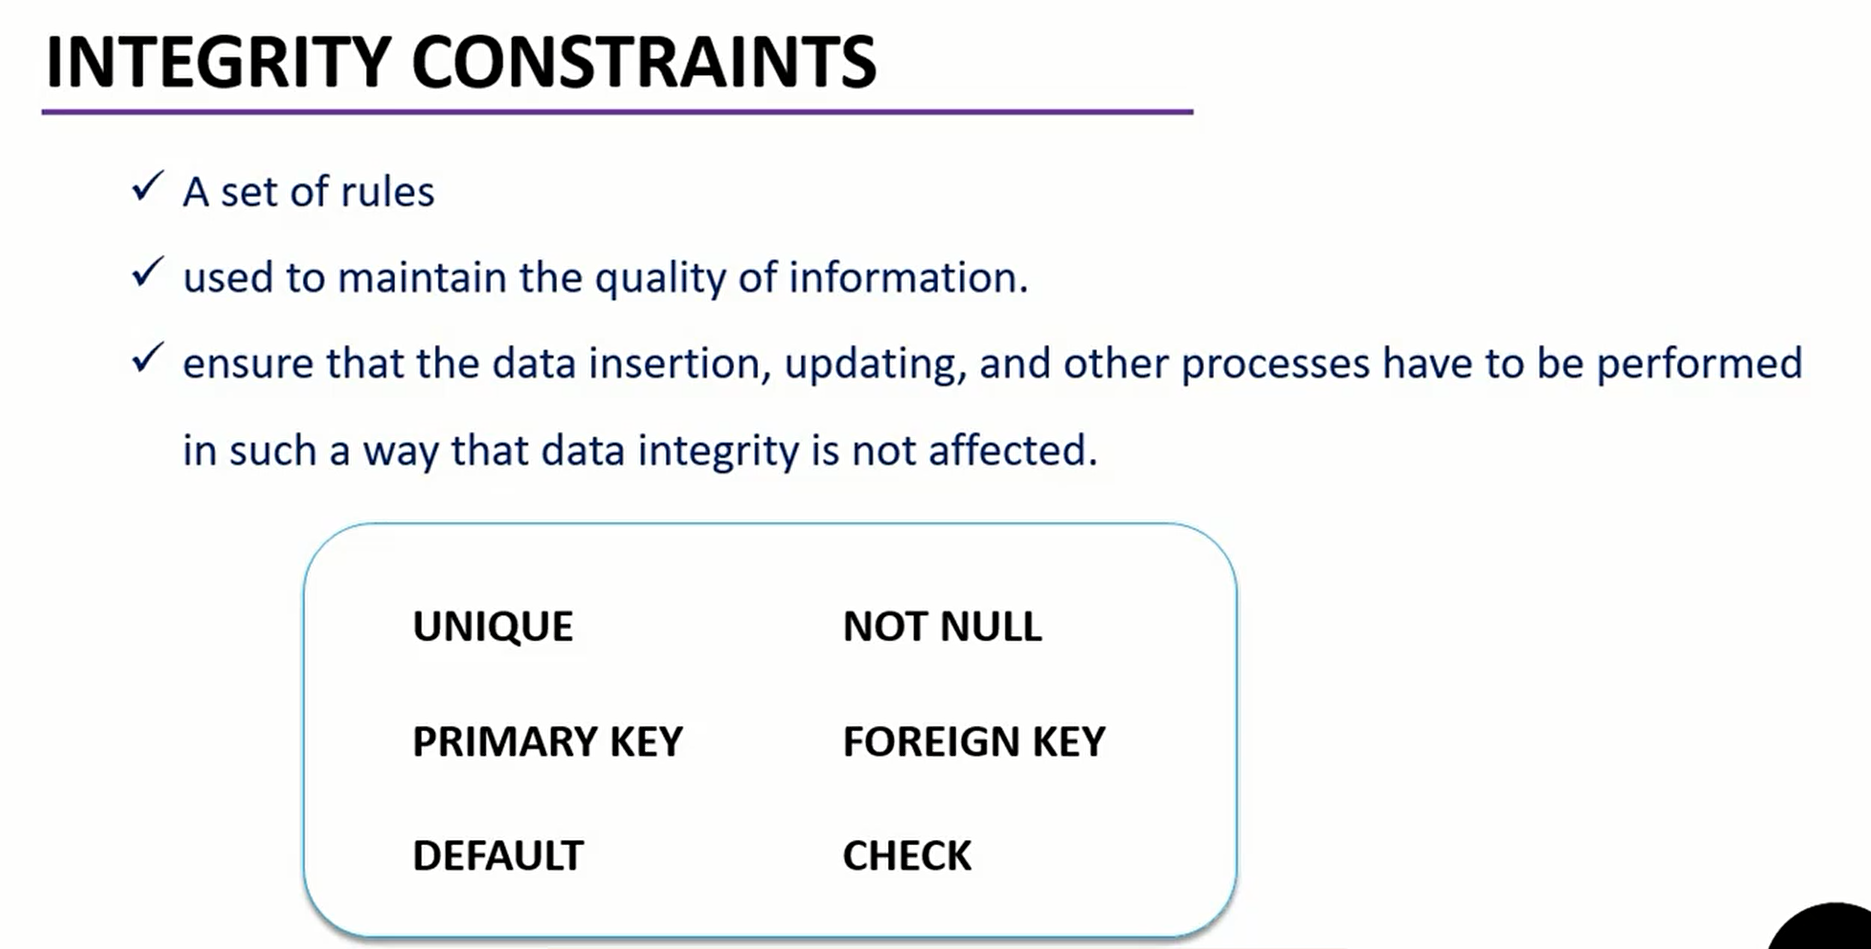 INTEGRITY CONSTRAINTS
✓ A set of rules
✓ used to maintain the quality of information.
✓ ensure that the data insertion, updating, and other processes have to be performed
in such a way that data integrity is not affected.
UNIQUE NOT NULL
PRIMARY KEY FOREIGN KEY
DEFAULT CHECK